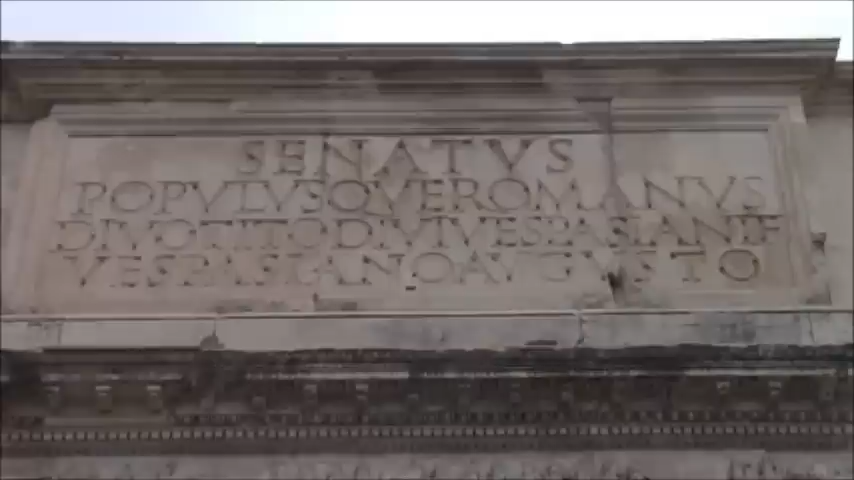 SENATVS
POPVLVSQVEROMANVS
DIVOTITODIVIVESPASIANIF
VESPASIANOAVGVSTO